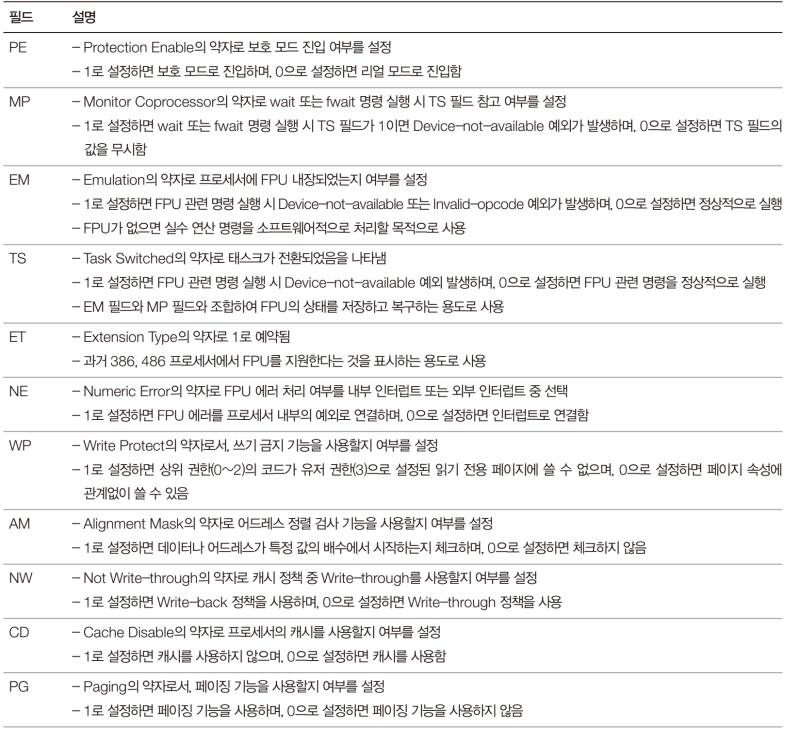 필드 설명
PE – Protection Enable의 약자로 보호 모드 진입 여부를 설정
– 1로 설정하면 보호 모드로 진입하며, 0으로 설정하면 리얼 모드로 진입함
MP – Monitor Coprocessor의 약자로 wait 또는 fwait 명령 실행 시 TS 필드 참고 여부를 설정
– 1로 설정하면 wait 또는 fwait 명령 실행 시 TS 필드가 1이면 Device–not–available 예외가 발생하며, 0으로 설정하면 TS 필드의
값을 무시함
EM – Emulation의 약자로 프로세서에 FPU 내장되었는지 여부를 설정
– 1로 설정하면 FPU 관련 명령 실행 시 Device–not–available 또는 Invalid–opcode 예외가 발생하며, 0으로 설정하면 정상적으로 실행
– FPU가 없으면 실수 연산 명령을 소프트웨어적으로 처리할 목적으로 사용
TS – Task Switched의 약자로 태스크가 전환되었음을 나타냄
– 1로 설정하면 FPU 관련 명령 실행 시 Device–not–available 예외 발생하며, 0으로 설정하면 FPU 관련 명령을 정상적으로 실행
– EM 필드와 MP 필드와 조합하여 FPU의 상태를 저장하고 복구하는 용도로 사용
ET – Extension Type의 약자로 1로 예약됨
– 과거 386, 486 프로세서에서 FPU를 지원한다는 것을 표시하는 용도로 사용
NE – Numeric Error의 약자로 FPU 에러 처리 여부를 내부 인터럽트 또는 외부 인터럽트 중 선택
– 1로 설정하면 FPU 에러를 프로세서 내부의 예외로 연결하며, 0으로 설정하면 인터럽트로 연결함
WP – Write Protect의 약자로서, 쓰기 금지 기능을 사용할지 여부를 설정
– 1로 설정하면 상위 권한(0~2)의 코드가 유저 권한(3)으로 설정된 읽기 전용 페이지에 쓸 수 없으며, 0으로 설정하면 페이지 속성에
관계없이 쓸 수 있음
AM – Alignment Mask의 약자로 어드레스 정렬 검사 기능을 사용할지 여부를 설정
– 1로 설정하면 데이터나 어드레스가 특정 값의 배수에서 시작하는지 체크하며, 0으로 설정하면 체크하지 않음
NW – Not Write–through의 약자로 캐시 정책 중 Write–through를 사용할지 여부를 설정
– 1로 설정하면 Write–back 정책을 사용하며, 0으로 설정하면 Write–through 정책을 사용
CD – Cache Disable의 약자로 프로세서의 캐시를 사용할지 여부를 설정
– 1로 설정하면 캐시를 사용하지 않으며, 0으로 설정하면 캐시를 사용함
PG – Paging의 약자로서, 페이징 기능을 사용할지 여부를 설정
– 1로 설정하면 페이징 기능을 사용하며, 0으로 설정하면 페이징 기능을 사용하지 않음